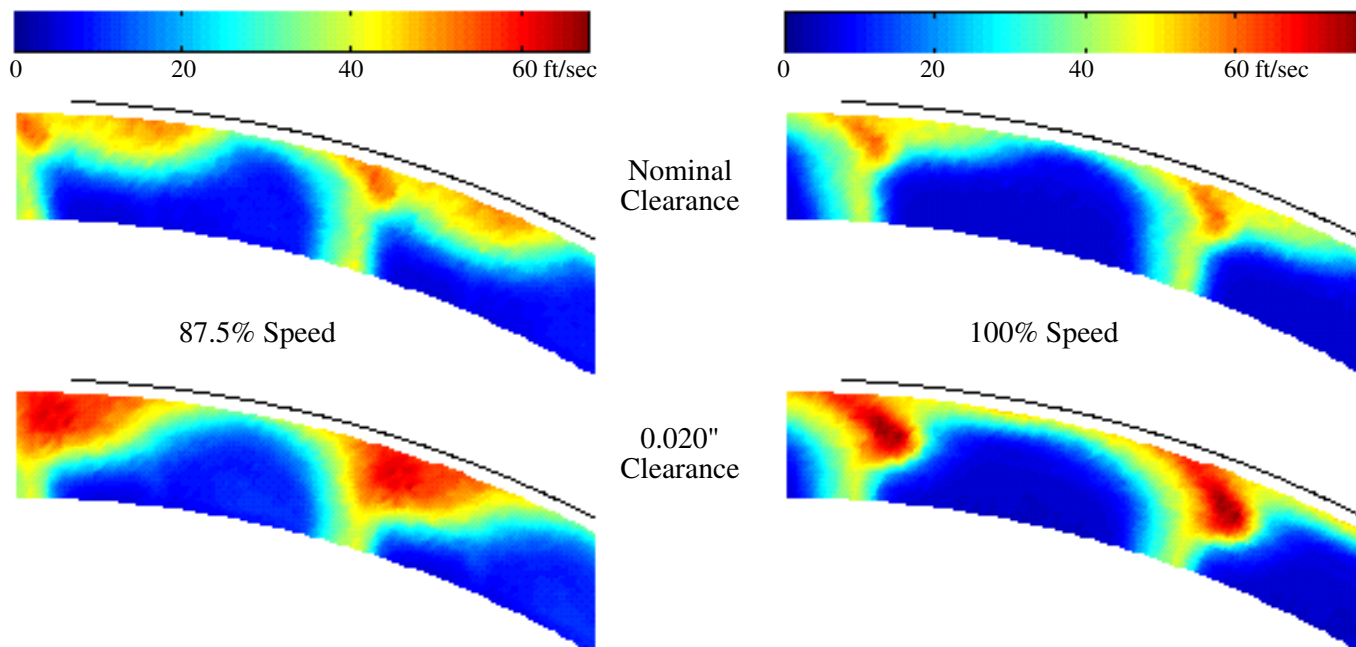 0 20 40 60 ft/sec
0 20 40 60 ft/sec
Nominal
Clearance
87.5% Speed
100% Speed
0.020"
Clearance